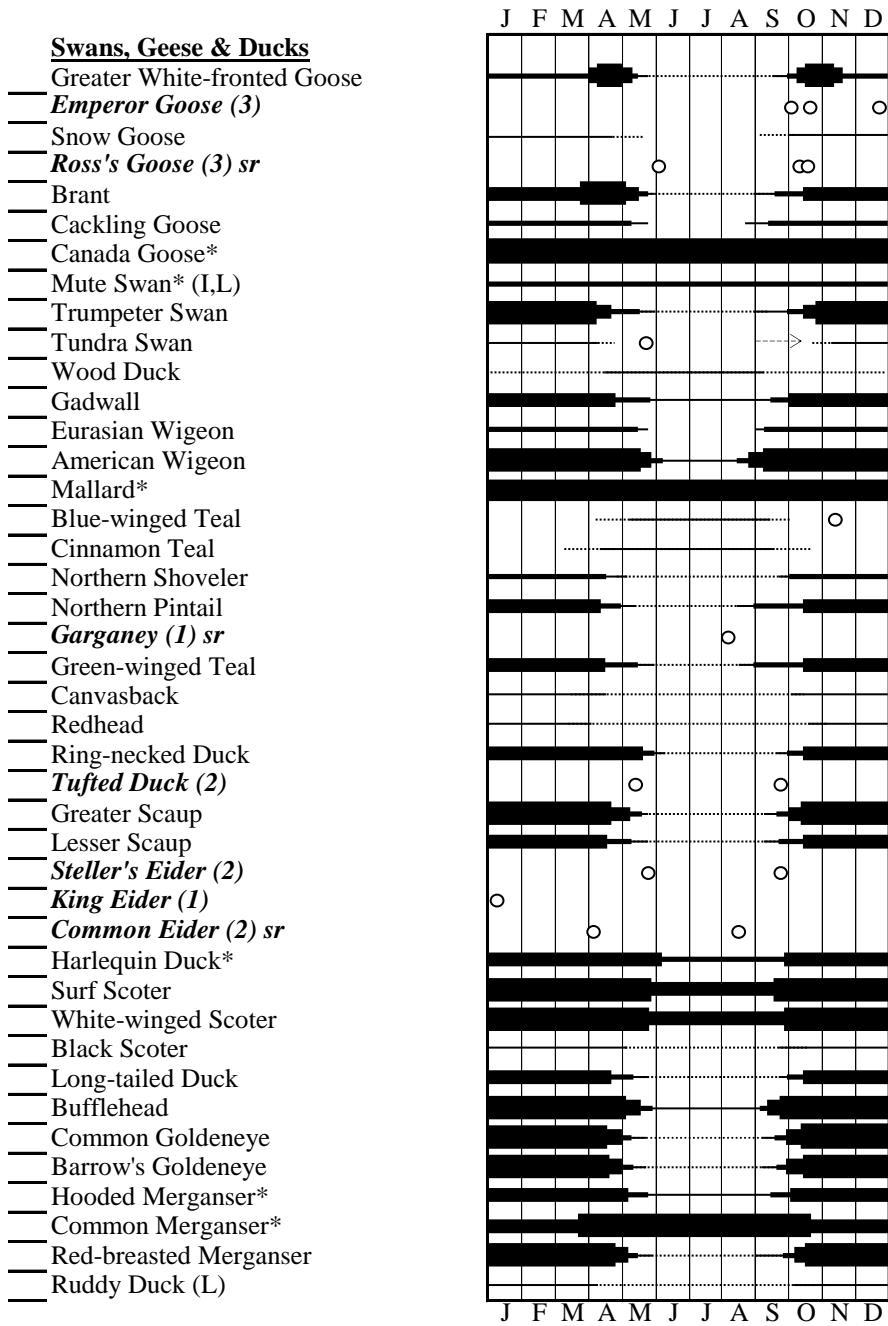 J F M A M J J A S O N D
Swans, Geese & Ducks
Greater White-fronted Goose
Emperor Goose (3)
Snow Goose
Ross's Goose (3) sr
Brant
Cackling Goose
Canada Goose*
Mute Swan* (I,L)
Trumpeter Swan
Tundra Swan
Wood Duck
Gadwall
Eurasian Wigeon
American Wigeon
Mallard*
Blue-winged Teal
Cinnamon Teal
Northern Shoveler
Northern Pintail
Garganey (1) sr
Green-winged Teal
Canvasback
Redhead
Ring-necked Duck
Tufted Duck (2)
Greater Scaup
Lesser Scaup
Steller's Eider (2)
King Eider (1)
Common Eider (2) sr
Harlequin Duck*
Surf Scoter
White-winged Scoter
Black Scoter
Long-tailed Duck
Bufflehead
Common Goldeneye
Barrow's Goldeneye
Hooded Merganser*
Common Merganser*
Red-breasted Merganser
Ruddy Duck (L)
J F M A M J J A S O N D